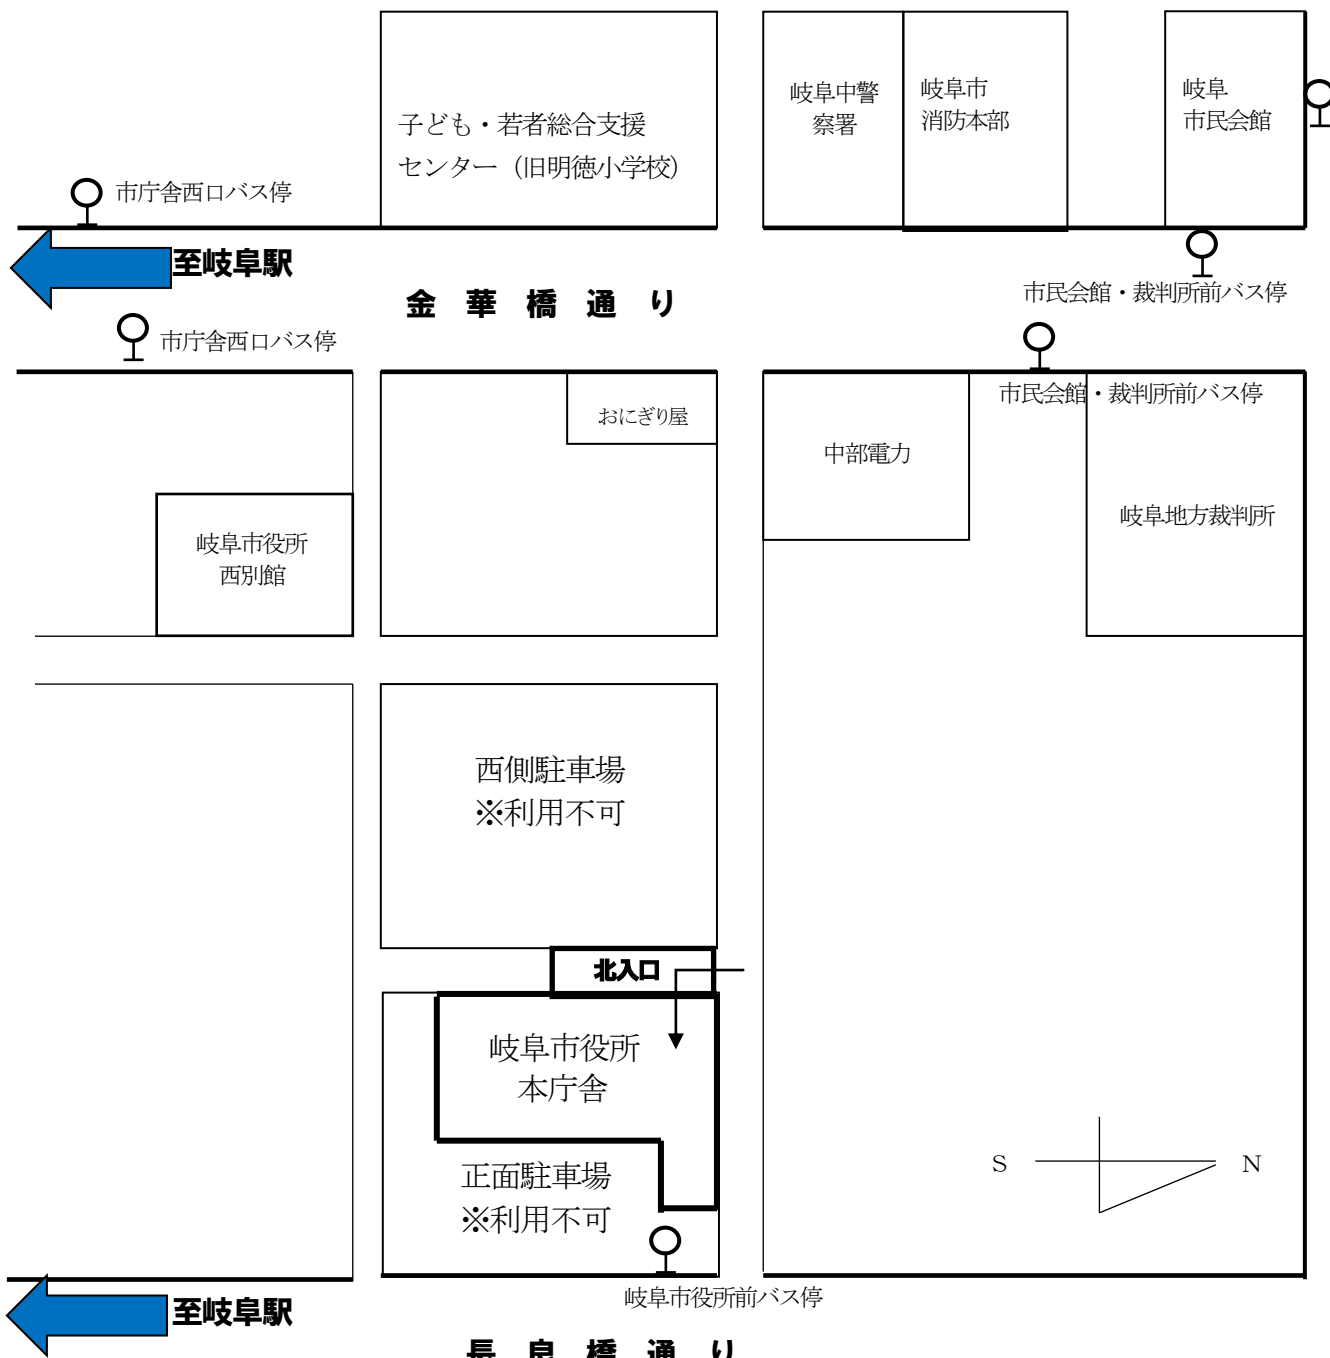 子ども・若者総合支援
センター（旧明徳小学校）
岐阜中警
察署
岐阜市
消防本部
岐阜
市民会館
市庁舎西口バス停
至岐阜駅
金華橋通り
市民会館・裁判所前バス停
市庁舎西口バス停
市民会館・裁判所前バス停
おにぎり屋
中部電力
岐阜地方裁判所
岐阜市役所
西別館
西側駐車場
※利用不可
北入口
岐阜市役所
本庁舎
正面駐車場
※利用不可
S
N
岐阜市役所前バス停
至岐阜駅
長良橋通り